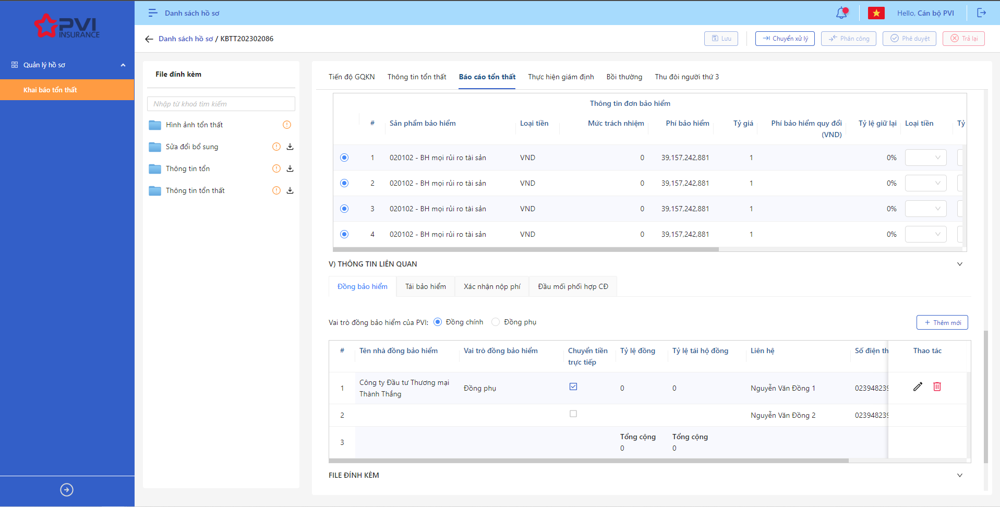 PVI
INSURANCE
Danh sách hồ sơ
Hello, Cán bộ PVI
Danh sách hồ sơ / KBTT202302086
Lưu
Chuyển xử lý
Phân công
Phê duyệt
Trả lại
Quản lý hồ sơ
Khai báo tổn thất
File đính kèm
Nhập từ khoá tìm kiếm
Hình ảnh tổn thất
Sửa đổi bổ sung
Thông tin tổn
Thông tin tổn thất
Tiến độ GQKN
Thông tin tổn thất
Báo cáo tổn thất
Thực hiện giám định
Bồi thường
Thu đòi người thứ 3
Thông tin đơn bảo hiểm
# Sản phẩm bảo hiểm Loại tiền Mức trách nhiệm Phí bảo hiểm Tỷ giá Phí bảo hiểm quy đổi Tỷ lệ giữ lại Loại tiền Tỷ
(VND)
1 020102 - BH mọi rủi ro tài sản VND 0 39,157,242,881 1 0%
2 020102 - BH mọi rủi ro tài sản VND 0 39,157,242,881 1 0%
3 020102 - BH mọi rủi ro tài sản VND 0 39,157,242,881 1 0%
4 020102 - BH mọi rủi ro tài sản VND 0 39,157,242,881 1 0%
V) THÔNG TIN LIÊN QUAN
Đồng bảo hiểm
Tái bảo hiểm
Xác nhận nộp phí
Đầu mối phối hợp CĐ
Vai trò đồng bảo hiểm của PVI: Đồng chính Đồng phụ
Thêm mới
# Tên nhà đồng bảo hiểm Vai trò đồng bảo hiểm Chuyển tiền Tỷ lệ đồng Tỷ lệ tái hộ đồng Liên hệ Số điện th Thao tác
trực tiếp
Công ty Đầu tư Thương mại
1 Đồng phụ 0 0 Nguyễn Văn Đồng 1 02394823
Thành Thắng
2 Nguyễn Văn Đồng 2 02394823
Tổng cộng Tổng cộng
3
0 0
FILE ĐÍNH KÈM